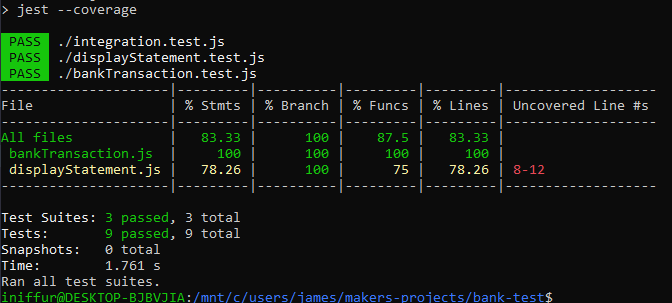 > jest --coverage
PASS ./integration.test.js
PASS ./displayStatement.test.js
PASS ./bankTransaction.test.js
--------------------|---------|----------|---------|---------|-------------------
File                | % Stmts | % Branch | % Funcs | % Lines | Uncovered Line #s
--------------------|---------|----------|---------|---------|-------------------
All files           |   83.33 |      100 |    87.5 |   83.33 |
 bankTransaction.js |     100 |      100 |     100 |     100 |
 displayStatement.js |   78.26 |      100 |      75 |   78.26 | 8-12
--------------------|---------|----------|---------|---------|-------------------
Test Suites: 3 passed, 3 total
Tests:       9 passed, 9 total
Snapshots:   0 total
Time:        1.761 s
Ran all test suites.
iniffur@DESKTOP-BJBVJIA:/mnt/c/users/james/makers-projects/bank-test$